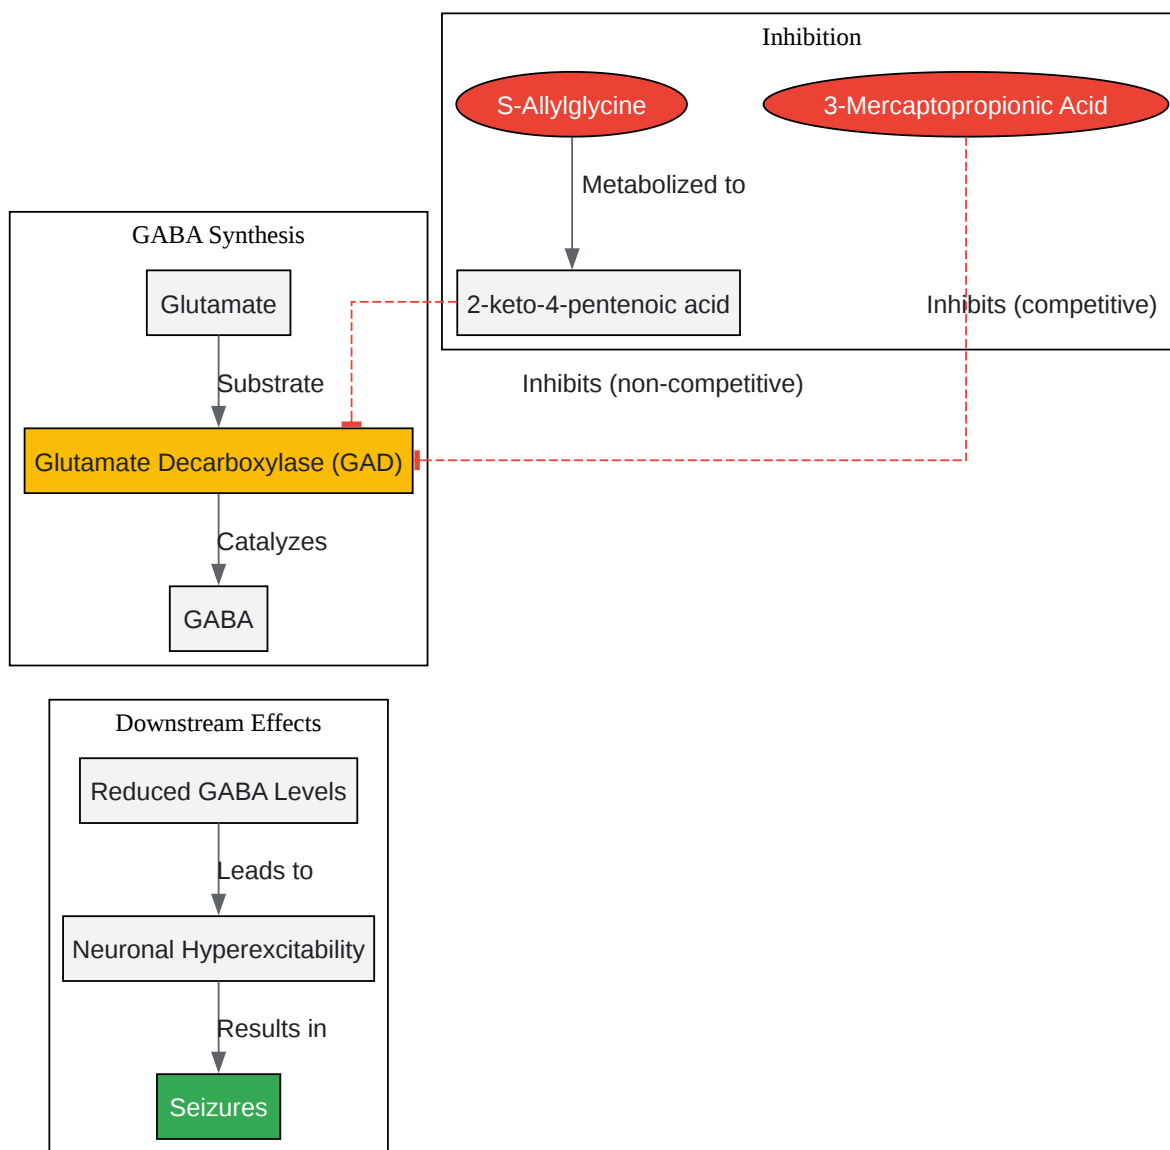 Inhibition
S-Allylglycine
3-Mercaptopropionic Acid
Metabolized to
GABA Synthesis
Glutamate
2-keto-4-pentenoic acid
Inhibits (competitive)
Substrate
Inhibits (non-competitive)
Glutamate Decarboxylase (GAD)
Catalyzes
GABA
Downstream Effects
Reduced GABA Levels
Leads to
Neuronal Hyperexcitability
Results in
Seizures